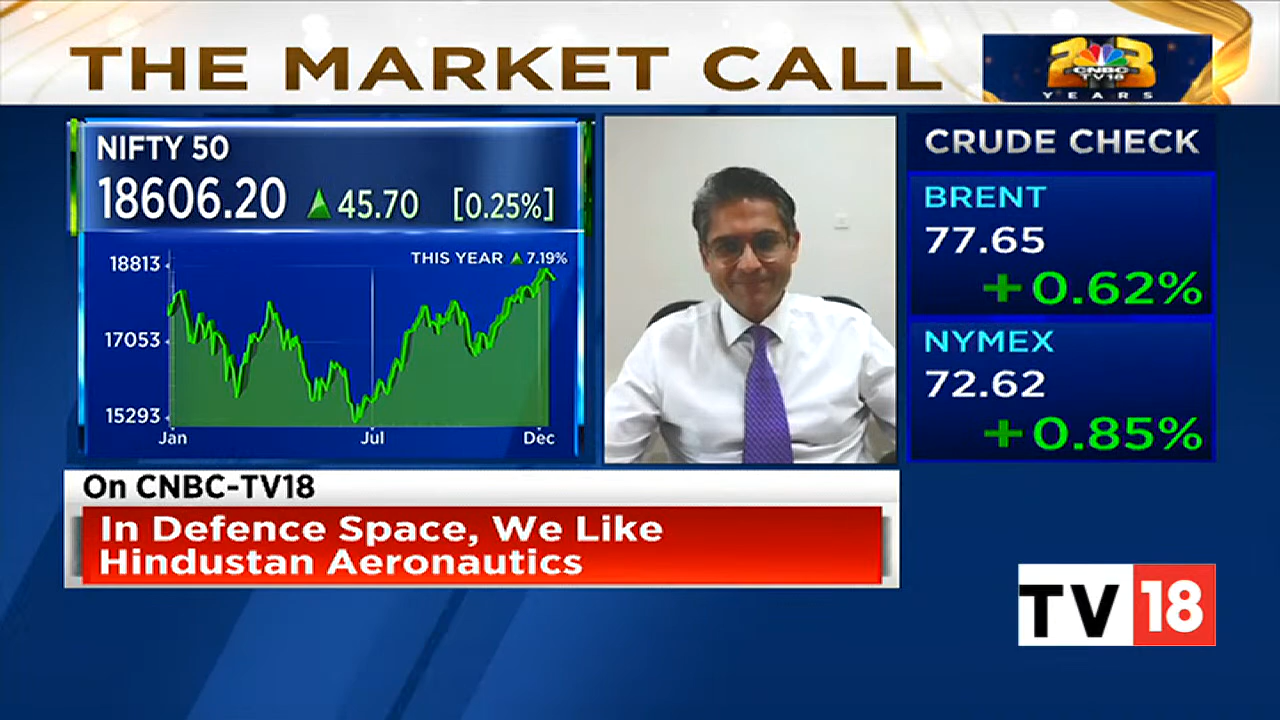 THE MARKET CALL
CNBC
TV18
YEARS
NIFTY 50
18606.20 ▲ 45.70 [0.25%]
THIS YEAR ▲ 7.19%
18813
17053
15293
Jan Jul Dec
CRUDE CHECK
BRENT
77.65
+0.62%
NYMEX
72.62
+0.85%
On CNBC-TV18
In Defence Space, We Like
Hindustan Aeronautics
TV18